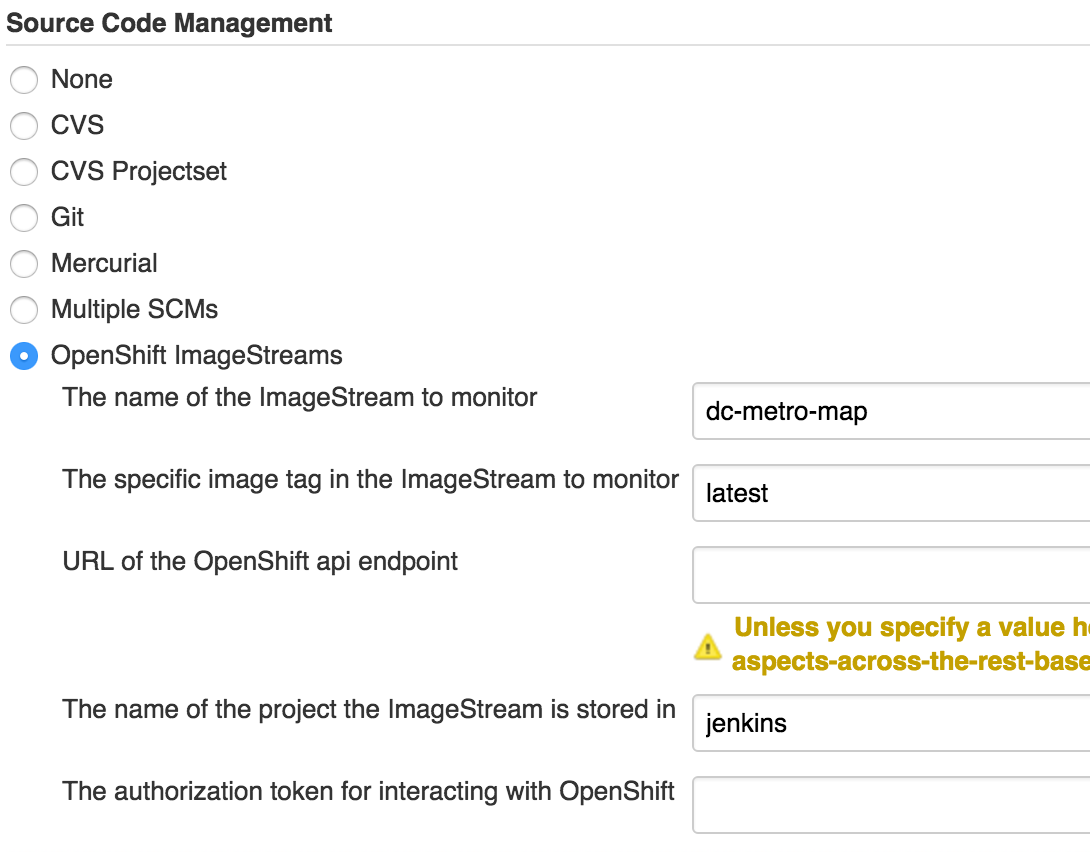 Source Code Management
None
CVS
CVS Projectset
Git
Mercurial
Multiple SCMs
OpenShift ImageStreams
The name of the ImageStream to monitor
dc-metro-map
The specific image tag in the ImageStream to monitor
latest
URL of the OpenShift api endpoint
Unless you specify a value
aspects-across-the-rest-base
The name of the project the ImageStream is stored in
jenkins
The authorization token for interacting with OpenShift